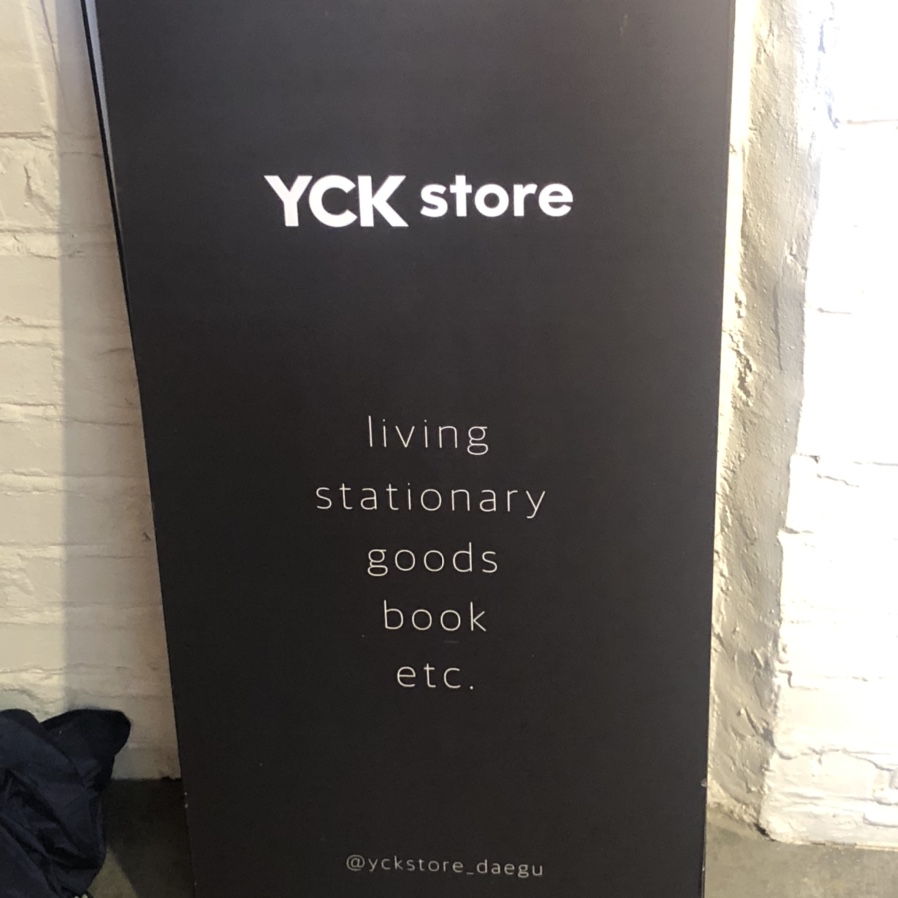 YCK store
living
stationary
goods
book
etc.
@yckstore_daegu